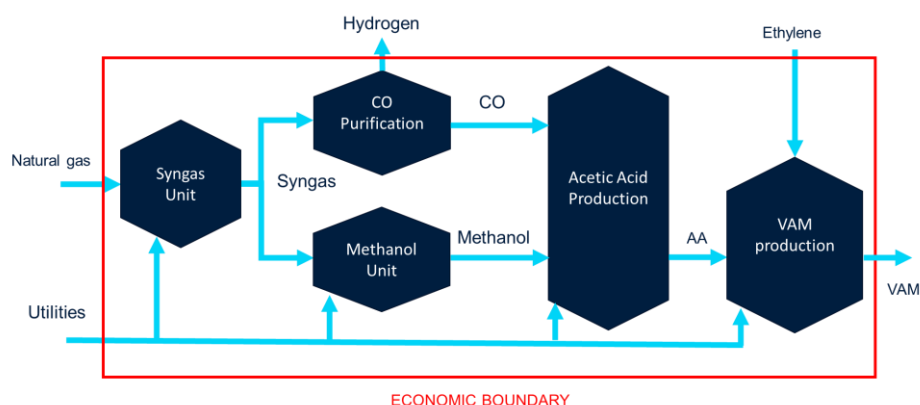 Hydrogen
Ethylene
CO
Purification
CO
Natural gas
Syngas
Unit
Syngas
Acetic Acid
Production
VAM
production
Methanol
Unit
Methanol
AA
VAM
Utilities
ECONOMIC BOUNDARY